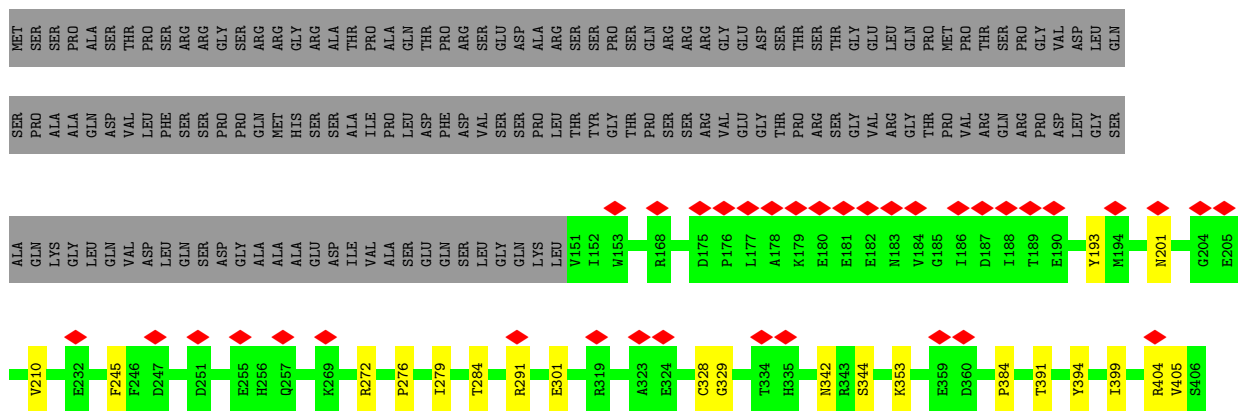 MET SER SER PRO ALA SER THR PRO SER ARG ARG GLY SER ARG ARG GLY ARG ALA THR PRO ALA GLN THR PRO ARG SER GLU ASP ALA ARG SER SER PRO SER GLN ARG ARG ARG GLY GLU ASP SER THR SER THR GLY GLU LEU GLN PRO MET PRO THR SER PRO GLY VAL ASP LEU GLN
SER PRO ALA ALA GLN ASP VAL LEU PHE SER SER PRO PRO GLN MET HIS SER SER ALA ILE PRO LEU ASP PHE ASP VAL SER SER PRO LEU THR TYR GLY THR PRO SER SER ARG VAL GLU GLY THR PRO ARG SER GLY VAL ARG GLY THR PRO VAL ARG GLN ARG PRO ASP LEU GLY SER
ALA GLN LYS GLY LEU GLN VAL ASP LEU GLN SER ASP GLY ALA ALA ALA GLU ASP ILE VAL ALA SER GLU GLN SER LEU GLY GLN LYS LEU V151 I152 W153 R168 D175 P176 L177 A178 K179 E180 E181 E182 N183 V184 G185 I186 D187 I188 T189 E190 Y193 M194 N201 G204 E205
V210 E232 F245 F246 D247 D251 E255 H256 Q257 K269 R272 P276 I279 T284 R291 E301 R319 A323 E324 C328 G329 T334 H335 N342 R343 S344 K353 E359 D360 P384 T391 Y394 I399 R404 V405 S406